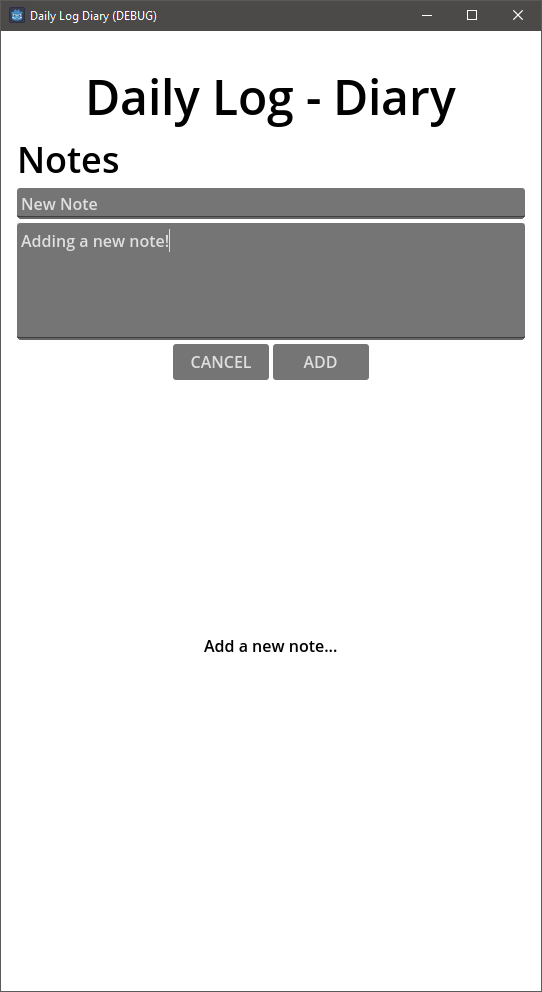 Daily Log Diary (DEBUG)
Daily Log - Diary
Notes
New Note
Adding a new note!
CANCEL ADD
Add a new note...